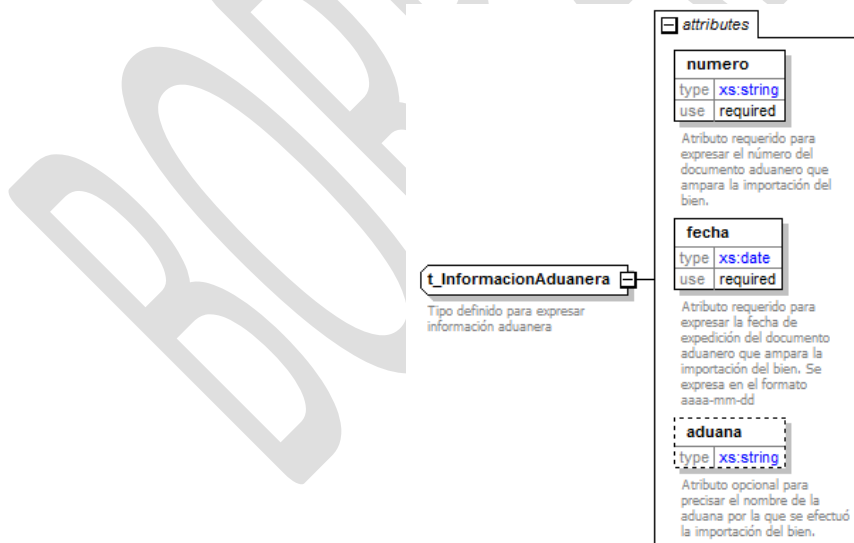 attributes
numero
type xs:string
use required
Atributo requerido para
expresar el número del
documento aduanero que
ampara la importación del
bien.
fecha
type xs:date
use required
Atributo requerido para
expresar la fecha de
expedición del documento
aduanero que ampara la
importación del bien. Se
expresa en el formato
aaaa-mm-dd
t_InformacionAduanera
Tipo definido para expresar
información aduanera
aduana
type xs:string
Atributo opcional para
precisar el nombre de la
aduana por la que se efectuó
la importación del bien.